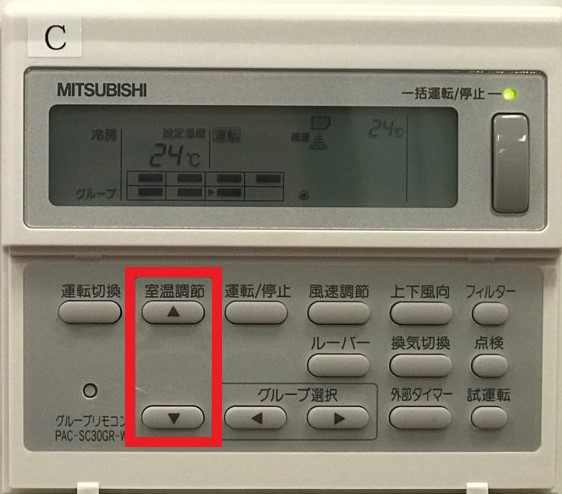 C
MITSUBISHI
一括運転/停止
冷房 設定温度 運転 24℃
24℃
グループ
運転切換 室温調節 運転/停止 風速調節 上下風向 フィルター
▲
ルーバー 換気切換 点検
グループ選択 外部タイマー 試運転
▼ ◀ ▶
グループリモコン
PAC-SC30GR-W